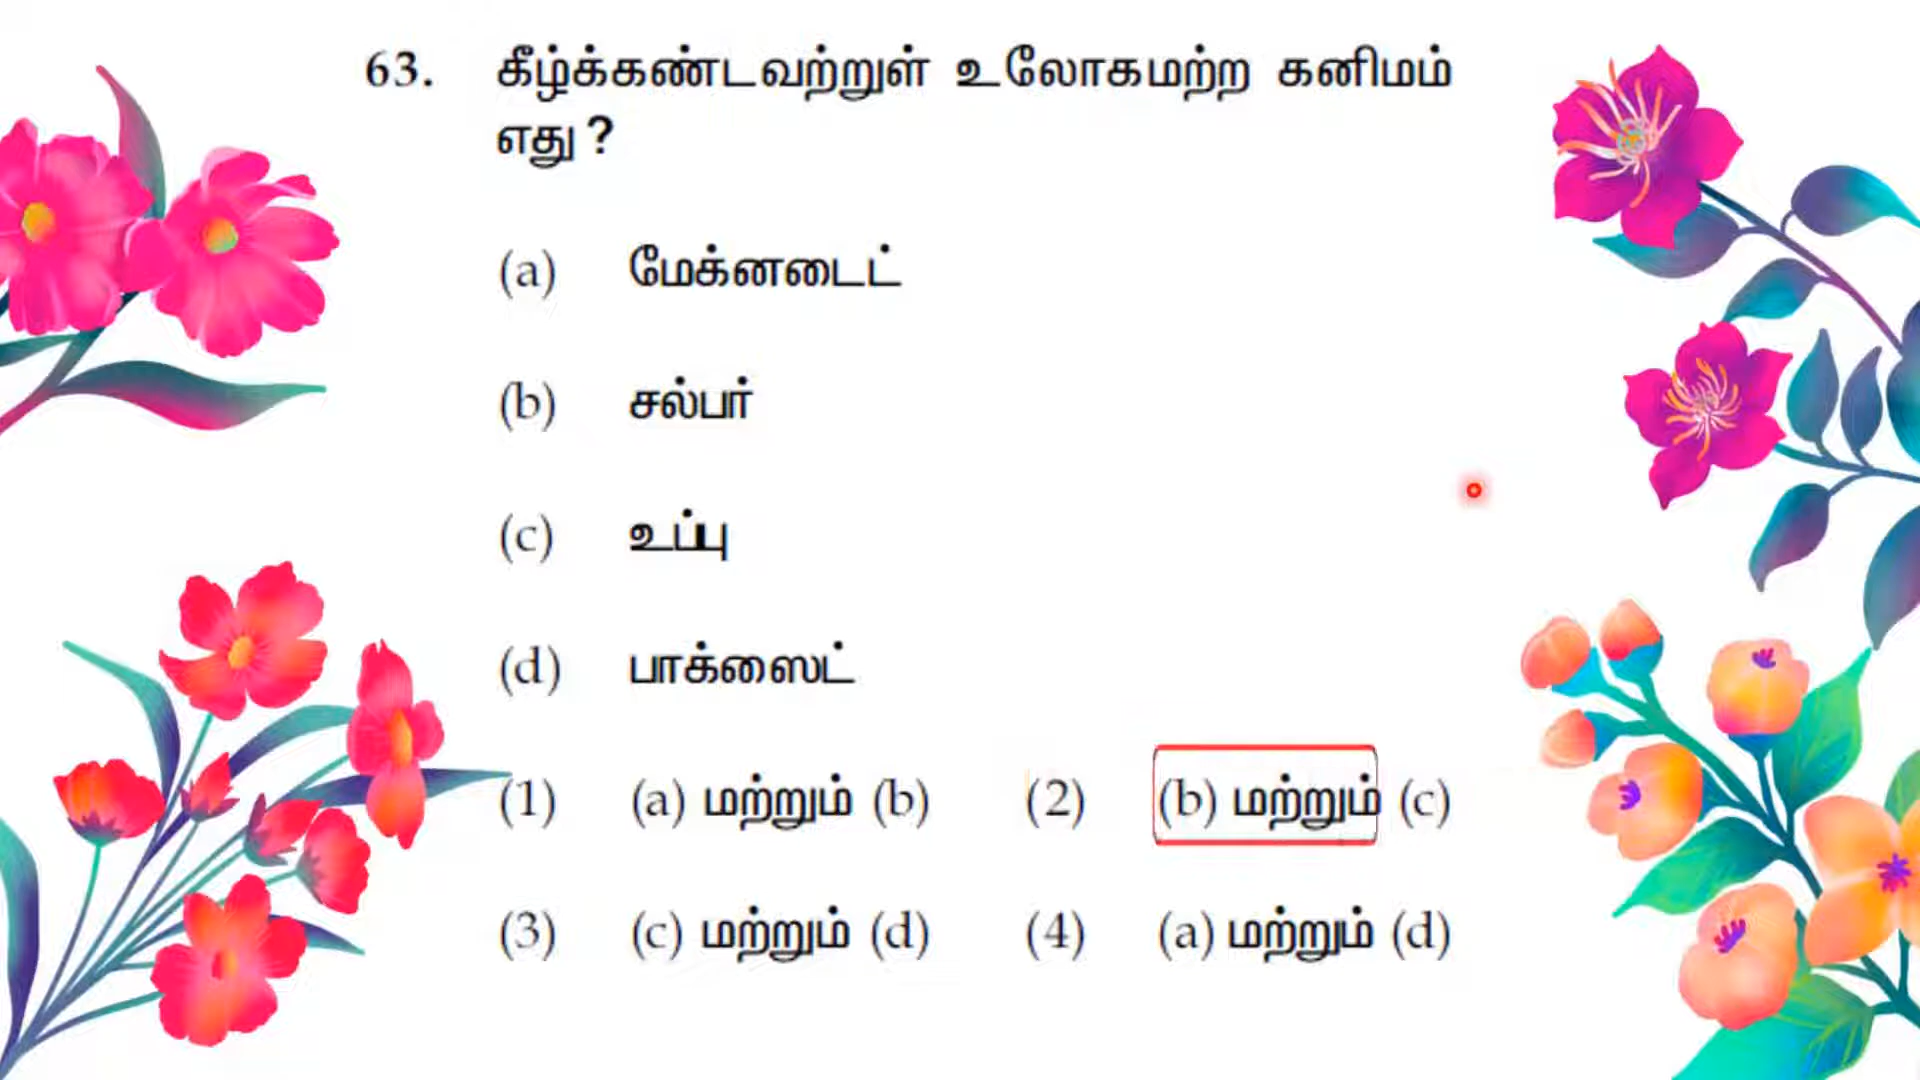 63. கீழ்க்கண்டவற்றுள் உலோகமற்ற கனிமம்
எது ?
(a) மேக்னடைட்
(b) சல்பர்
(c) உப்பு
(d) பாக்ஸைட்
(1) (a) மற்றும் (b) (2) (b) மற்றும் (c)
(3) (c) மற்றும் (d) (4) (a) மற்றும் (d)